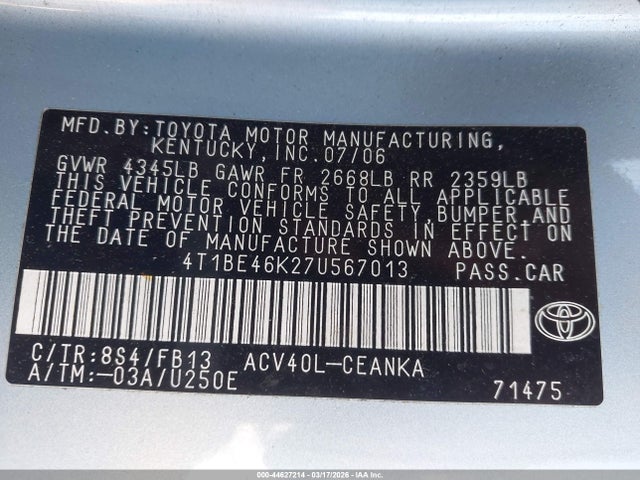 MFD.BY:TOYOTA MOTOR MANUFACTURING,
KENTUCKY,INC.07/06
GVWR 4345LB GAWR FR 2668LB RR 2359LB
THIS VEHICLE CONFORMS TO ALL APPLICABLE
FEDERAL MOTOR VEHICLE SAFETY,BUMPER,AND
THEFT PREVENTION STANDARDS IN EFFECT ON
THE DATE OF MANUFACTURE SHOWN ABOVE.
4T1BE46K27U567013 PASS.CAR
C/TR:8S4/FB13 ACV40L-CEANKA
A/TM:-03A/U250E 71475
000-44627214 - 03/17/2026 - IAAI.COM